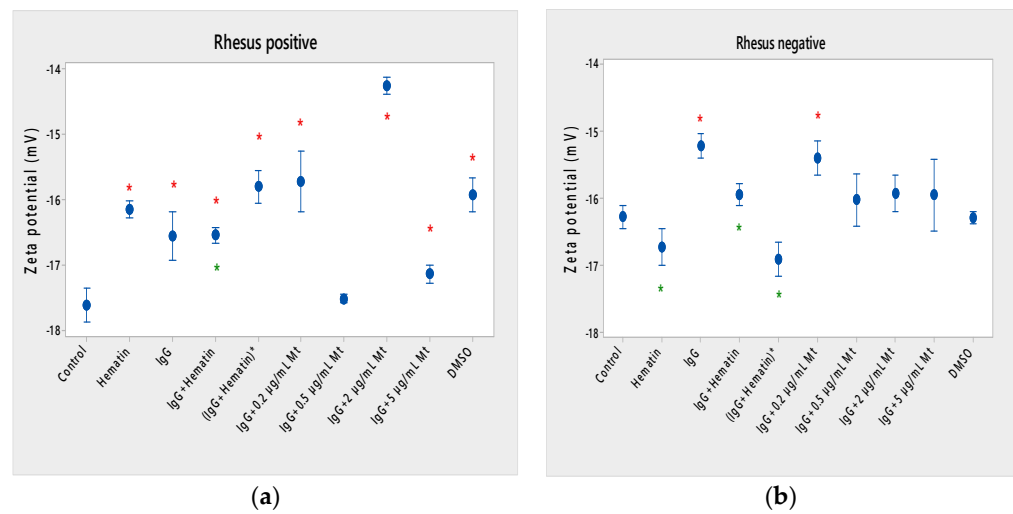 Rhesus positive
Zeta potential (mV)
-14
-15
-16
-17
-18
*
*
*
*
*
*
*
*
*
*
Control
Hematin
IgG
IgG+Hematin
(IgG+Hematin)*
IgG+0.2 µg/mL Mt
IgG+0.5 µg/mL Mt
IgG+2 µg/mL Mt
IgG+5 µg/mL Mt
DMSO
(a)
Rhesus negative
Zeta potential (mV)
-14
-15
-16
-17
-18
*
*
*
*
*
Control
Hematin
IgG
IgG+Hematin
(IgG+Hematin)*
IgG+0.2 µg/mL Mt
IgG+0.5 µg/mL Mt
IgG+2 µg/mL Mt
IgG+5 µg/mL Mt
DMSO
(b)